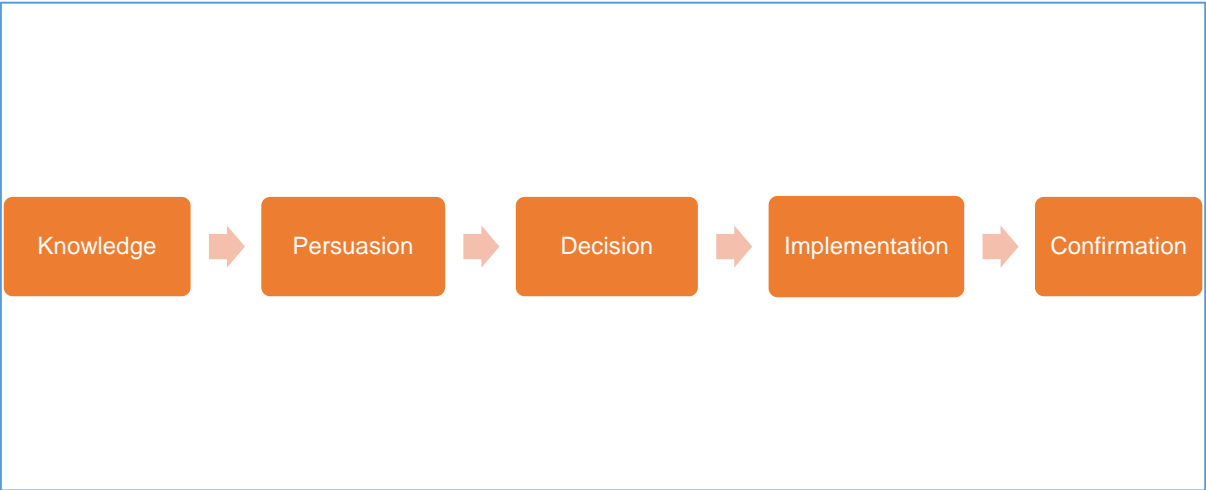 Knowledge
Persuasion
Decision
Implementation
Confirmation